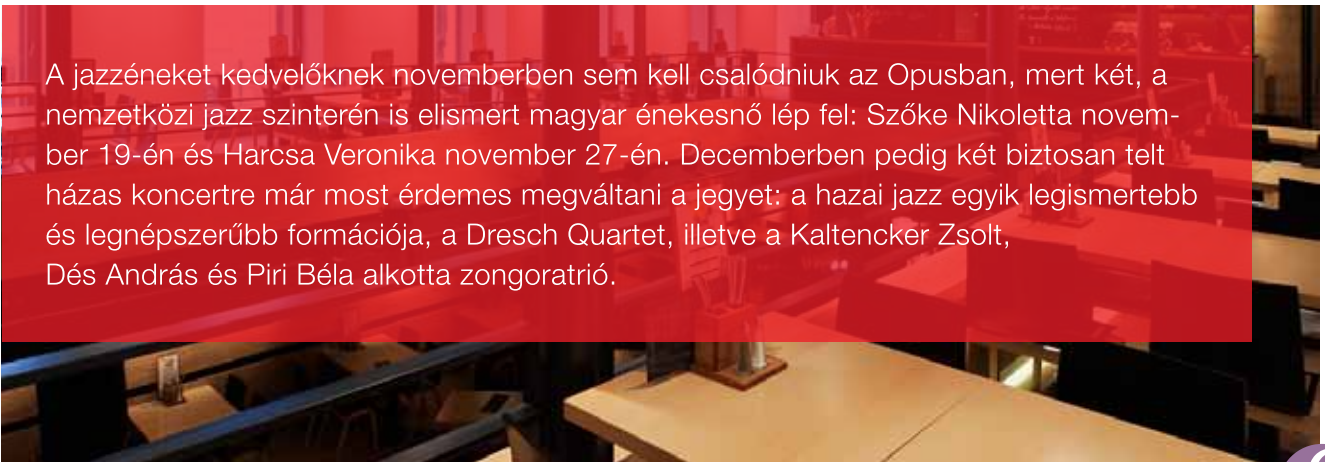 A jazzéneket kedvelőknek novemberben sem kell csalódniuk az Opusban, mert két, a
nemzetközi jazz szinterén is elismert magyar énekesnő lép fel: Szőke Nikoletta novem-
ber 19-én és Harcsa Veronika november 27-én. Decemberben pedig két biztosan telt
házas koncertre már most érdemes megváltani a jegyet: a hazai jazz egyik legismertebb
és legnépszerűbb formációja, a Dresch Quartet, illetve a Kaltencker Zsolt,
Dés András és Piri Béla alkotta zongoratrió.